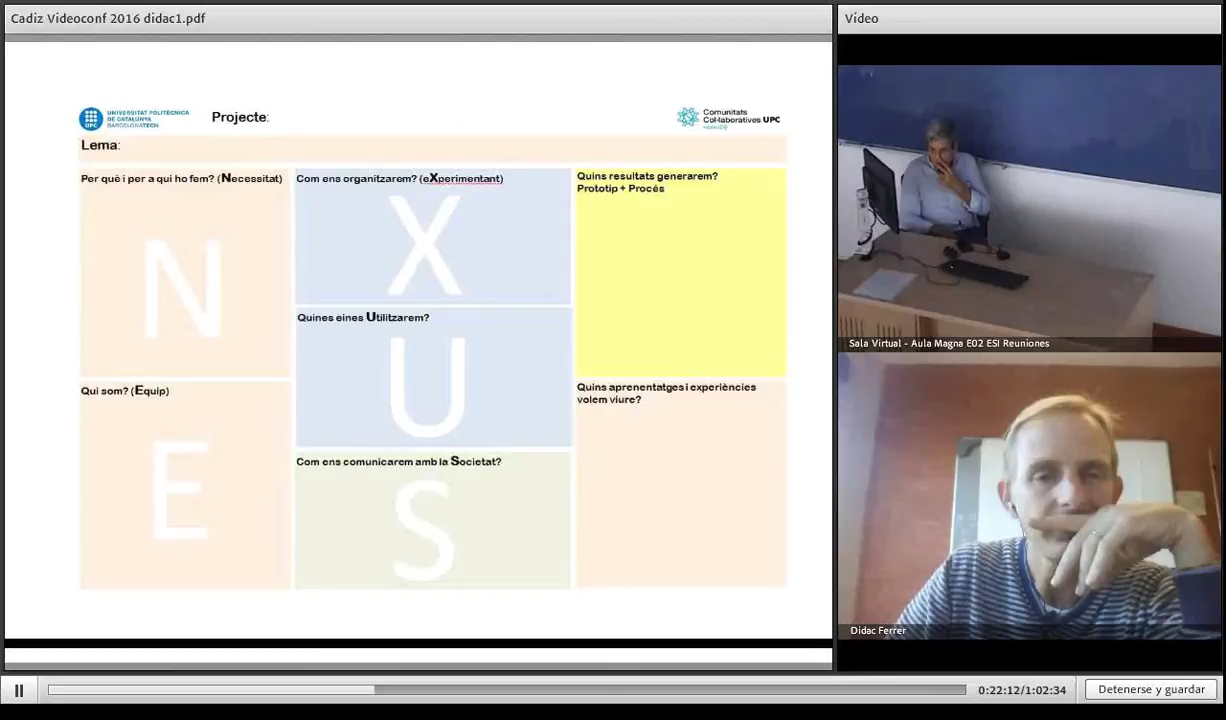 Cadiz Videoconf 2016 didac1.pdf
Vídeo
UNIVERSITAT POLITÈCNICA
DE CATALUNYA
BARCELONATECH
UPC
Projecte:
Comunitats
Col·laboratives UPC
Lema:
Per què i per a qui ho fem? (Necessitat)
N
Qui som? (Equip)
E
Com ens organitzarem? (eXperimentant)
X
Quines eines Utilitzarem?
U
Com ens comunicarem amb la Societat?
S
Quins resultats generarem?
Prototip + Procés
Quins aprenentatges i experiències
volem viure?
Sala Virtual - Aula Magna E02 ESI Reuniones
Didac Ferrer
0:22:12/1:02:34
Detenerse y guardar